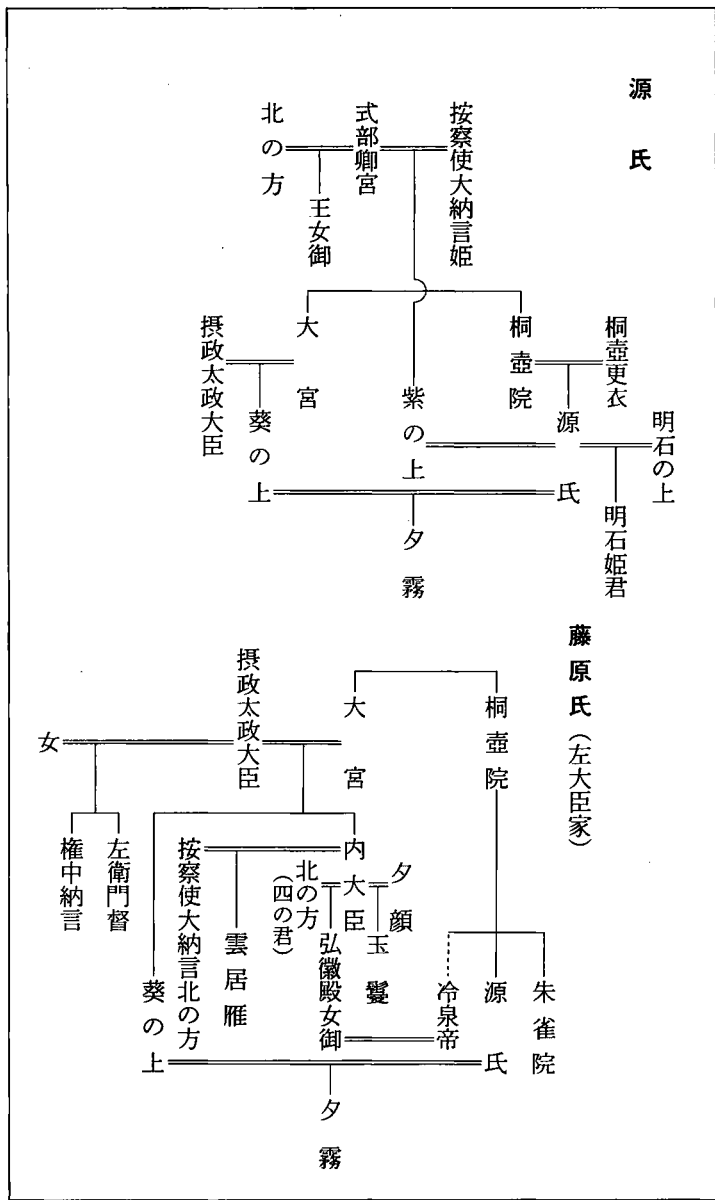 源氏
按察使大納言姫
式部卿宮
北の方
王女御
明石の上
桐壺更衣
桐壺院
大宮
摂政太政大臣
明石姫君
源氏
紫の上
葵の上
夕霧
藤原氏（左大臣家）
桐壺院
大宮
摂政太政大臣
女
夕顔
内大臣
北の方（四の君）
按察使大納言北の方
左衛門督
権中納言
玉鬘
弘徽殿女御
雲居雁
朱雀院
源氏
冷泉帝
葵の上
夕霧